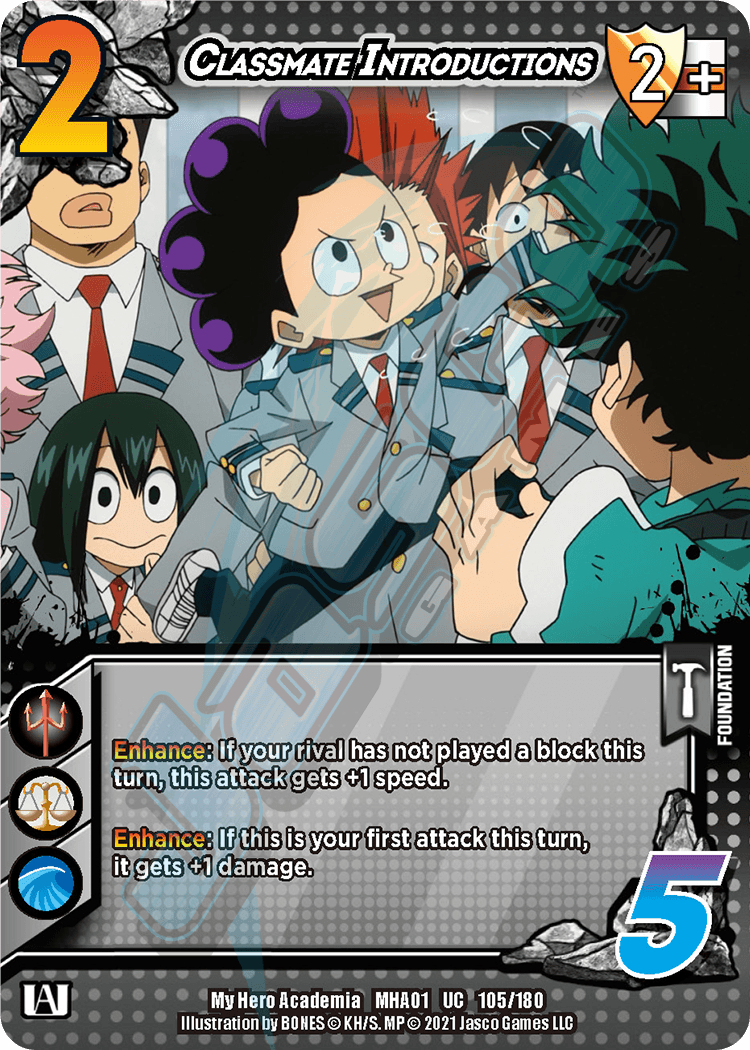 2
CLASSMATE INTRODUCTIONS
2 +
FOUNDATION
Enhance: If your rival has not played a block this
turn, this attack gets +1 speed.
Enhance: If this is your first attack this turn,
it gets +1 damage.
5
UA
My Hero Academia MHA01 UC 105/180
Illustration by BONES © KH/S. MP © 2021 Jasco Games LLC